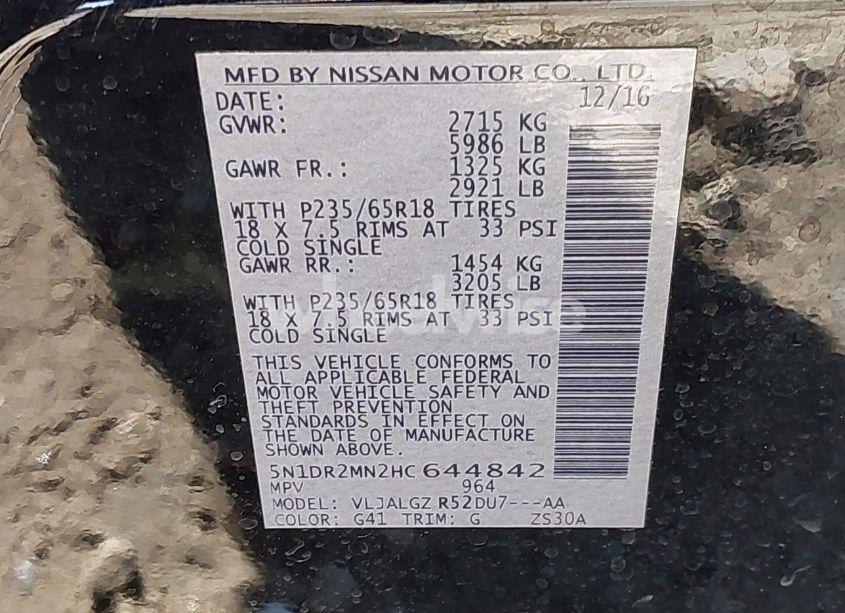 MFD BY NISSAN MOTOR CO., LTD.
DATE: 12/16
GVWR: 2715 KG
5986 LB
GAWR FR.: 1325 KG
2921 LB
WITH P235/65R18 TIRES
18 X 7.5 RIMS AT 33 PSI
COLD SINGLE
GAWR RR.: 1454 KG
3205 LB
WITH P235/65R18 TIRES
18 X 7.5 RIMS AT 33 PSI
COLD SINGLE
THIS VEHICLE CONFORMS TO
ALL APPLICABLE FEDERAL
MOTOR VEHICLE SAFETY AND
THEFT PREVENTION
STANDARDS IN EFFECT ON
THE DATE OF MANUFACTURE
SHOWN ABOVE.
5N1DR2MN2HC644842
MPV 964
MODEL: VLJALGZ R52DU7---AA
COLOR: G41 TRIM: G ZS30A